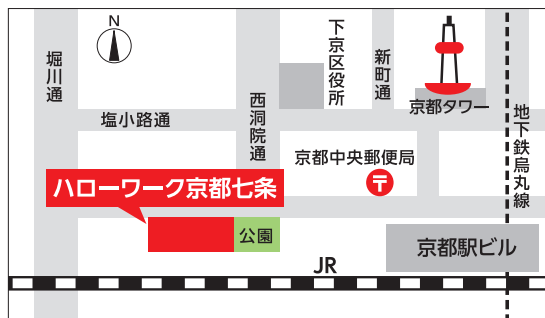 N
堀川通
西洞院通
下京区役所
新町通
京都タワー
地下鉄烏丸線
塩小路通
京都中央郵便局
〒
ハローワーク京都七条
公園
京都駅ビル
JR